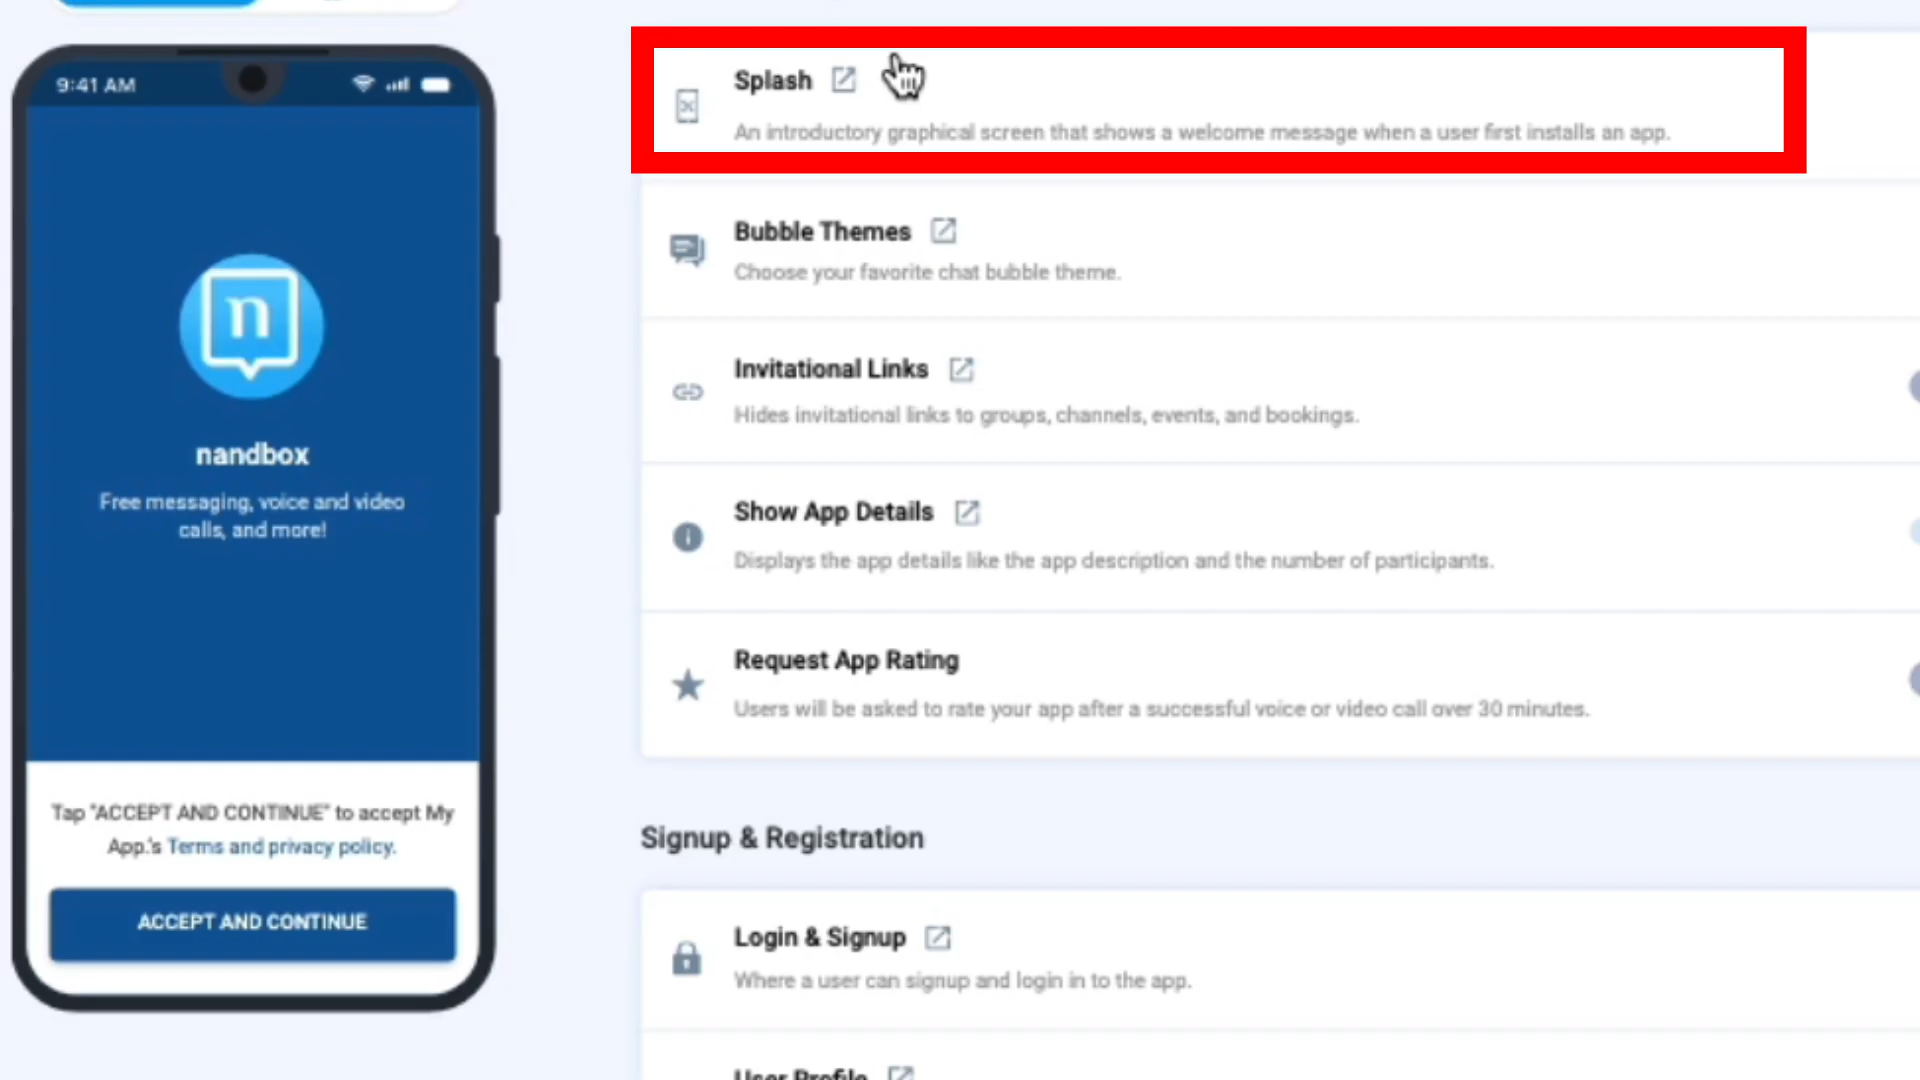 9:41 AM
n
nandbox
Free messaging, voice and video
calls, and more!
Tap "ACCEPT AND CONTINUE" to accept My
App.'s Terms and privacy policy.
ACCEPT AND CONTINUE
Splash
An introductory graphical screen that shows a welcome message when a user first installs an app.
Bubble Themes
Choose your favorite chat bubble theme.
Invitational Links
Hides invitational links to groups, channels, events, and bookings.
Show App Details
Displays the app details like the app description and the number of participants.
Request App Rating
Users will be asked to rate your app after a successful voice or video call over 30 minutes.
Signup & Registration
Login & Signup
Where a user can signup and login in to the app.
User Profile